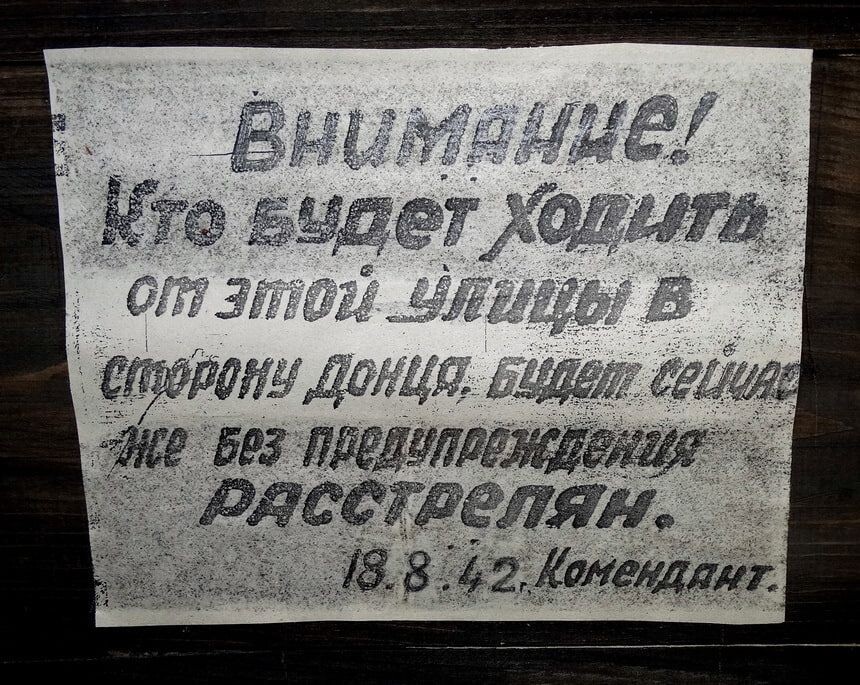 Внимание!
Кто будет ходить
от этой улицы в
сторону Донца, будет сейчас
же без предупреждения
расстрелян.
18.8.42. Комендант.